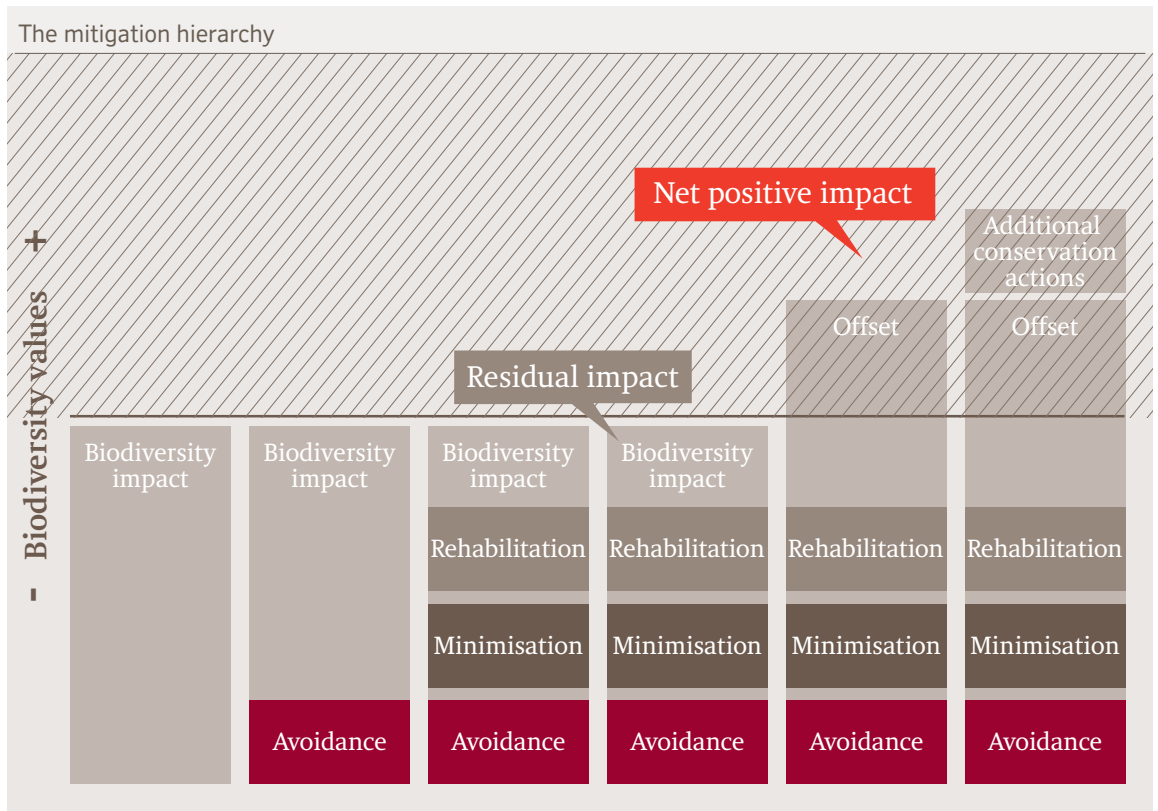 The mitigation hierarchy
- Biodiversity values +
Net positive impact
Residual impact
Biodiversity
impact
Biodiversity
impact
Avoidance
Biodiversity
impact
Rehabilitation
Minimisation
Avoidance
Biodiversity
impact
Rehabilitation
Minimisation
Avoidance
Offset
Rehabilitation
Minimisation
Avoidance
Additional
conservation
actions
Offset
Rehabilitation
Minimisation
Avoidance